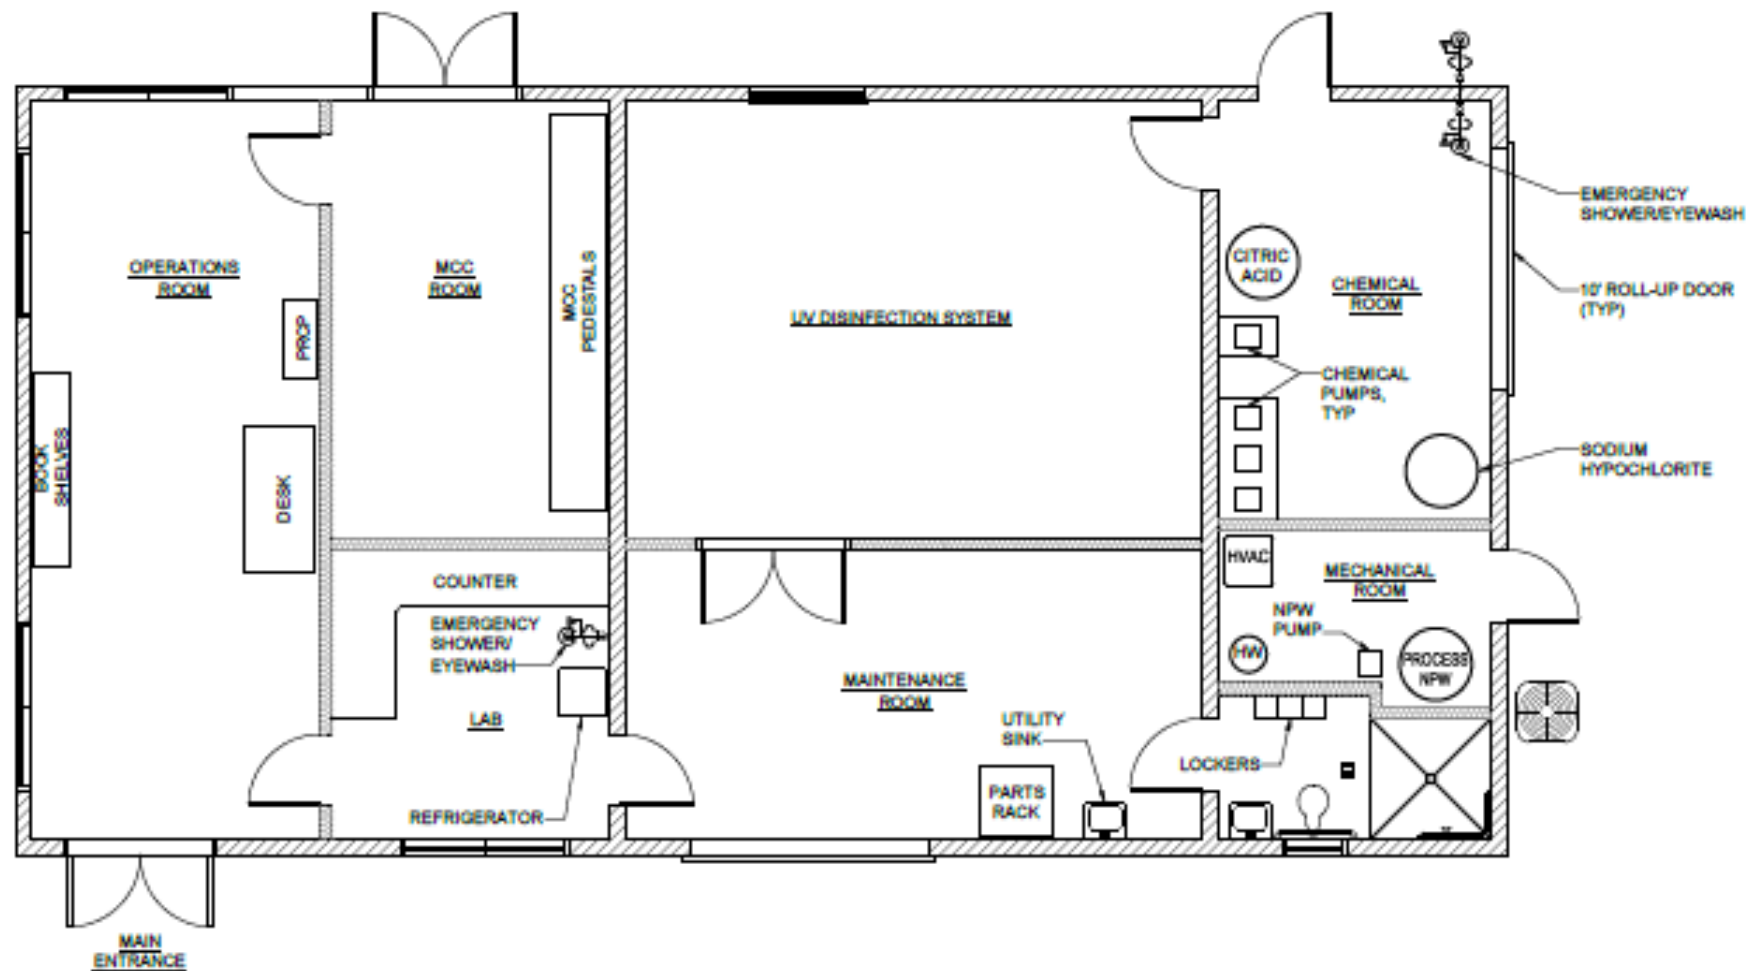 EMERGENCY
SHOWER/EYEWASH
OPERATIONS
ROOM
MCC
ROOM
MCC
PEDESTALS
CITRIC
ACID
CHEMICAL
ROOM
10' ROLL-UP DOOR
(TYP)
UV DISINFECTION SYSTEM
PROP
CHEMICAL
PUMPS,
TYP
BOOK
SHELVES
DESK
SODIUM
HYPOCHLORITE
HVAC
MECHANICAL
ROOM
COUNTER
EMERGENCY
SHOWER/
EYEWASH
NPW
PUMP
HW
PROCESS
NPW
MAINTENANCE
ROOM
LAB
UTILITY
SINK
LOCKERS
PARTS
RACK
REFRIGERATOR
MAIN
ENTRANCE